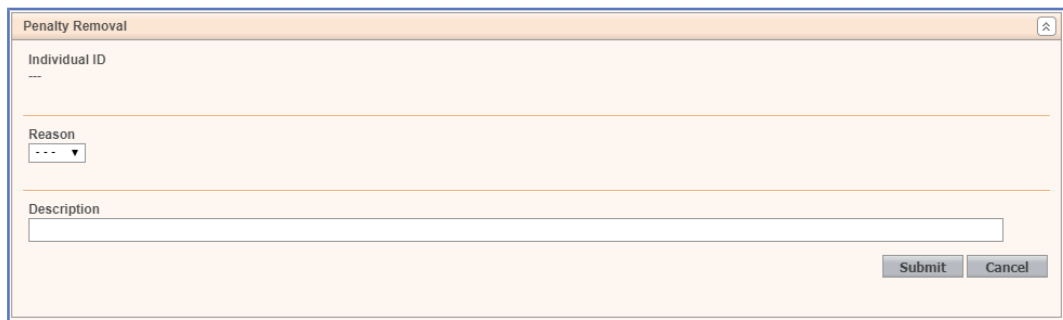 Penalty Removal
Individual ID
---
Reason
---
Description
Submit Cancel